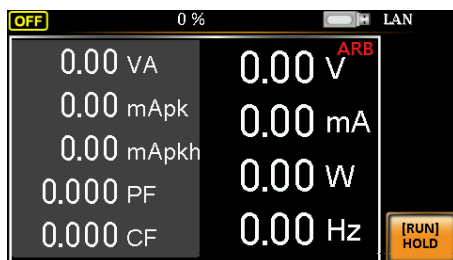 OFF 0 % LAN
ARB
0.00 VA 0.00 V
0.00 mApk 0.00 mA
0.00 mApkh 0.00 W
0.000 PF 0.00 Hz
0.000 CF
[RUN]
HOLD